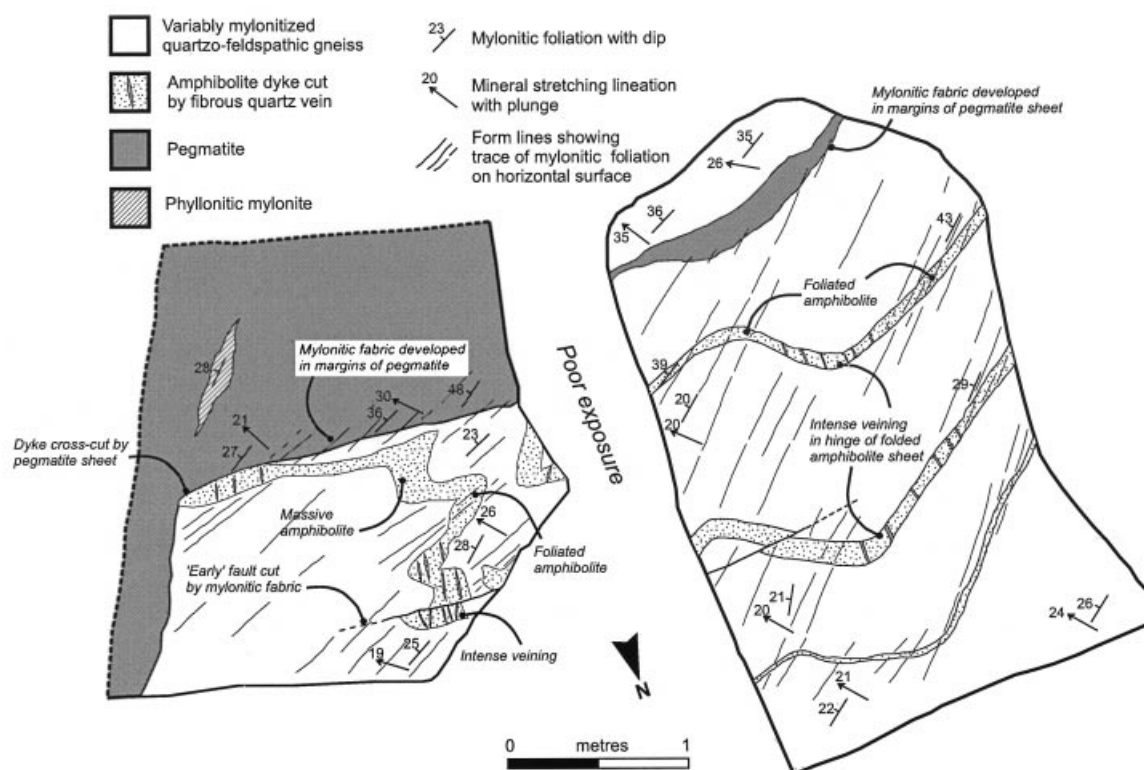 Variably mylonitized
quartzo-feldspathic gneiss
Amphibolite dyke cut
by fibrous quartz vein
Pegmatite
Phyllonitic mylonite
23
Mylonitic foliation with dip
20
Mineral stretching lineation
with plunge
Form lines showing
trace of mylonitic foliation
on horizontal surface
Mylonitic fabric developed
in margins of pegmatite sheet
35
26
36
35
43
Foliated
amphibolite
39
20
20
29
Intense veining
in hinge of folded
amphibolite sheet
21
20
24
26
21
22
Poor exposure
28
Mylonitic fabric developed
in margins of pegmatite
48
30
36
21
27
23
Dyke cross-cut by
pegmatite sheet
Massive
amphibolite
26
28
Foliated
amphibolite
'Early' fault cut
by mylonitic fabric
25
19
Intense veining
N
0 metres 1